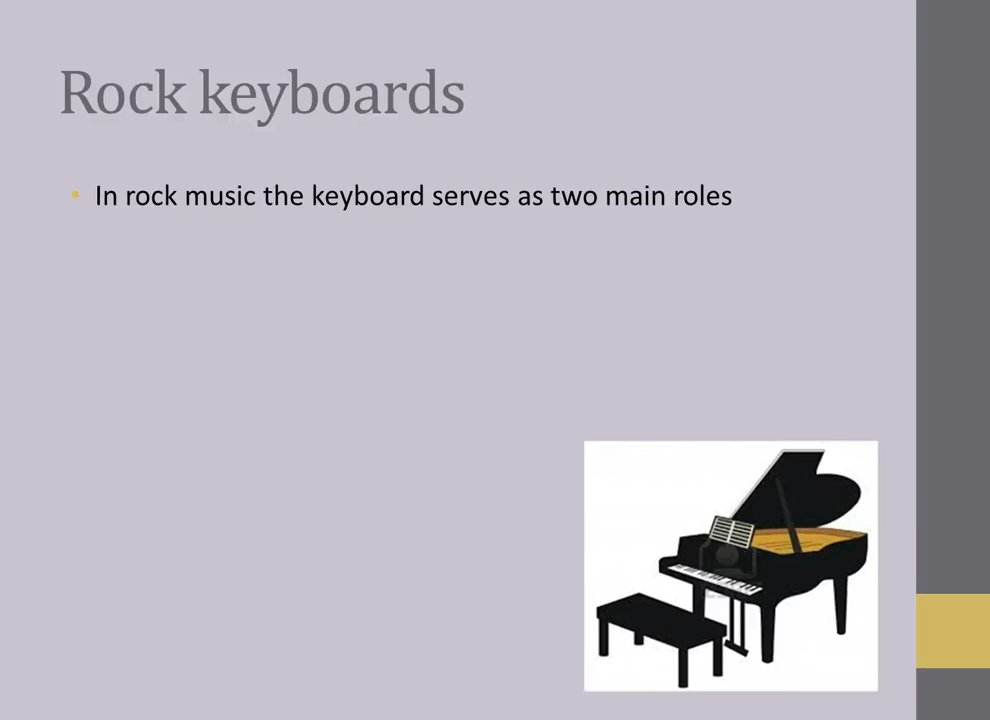 Rock keyboards
• In rock music the keyboard serves as two main roles